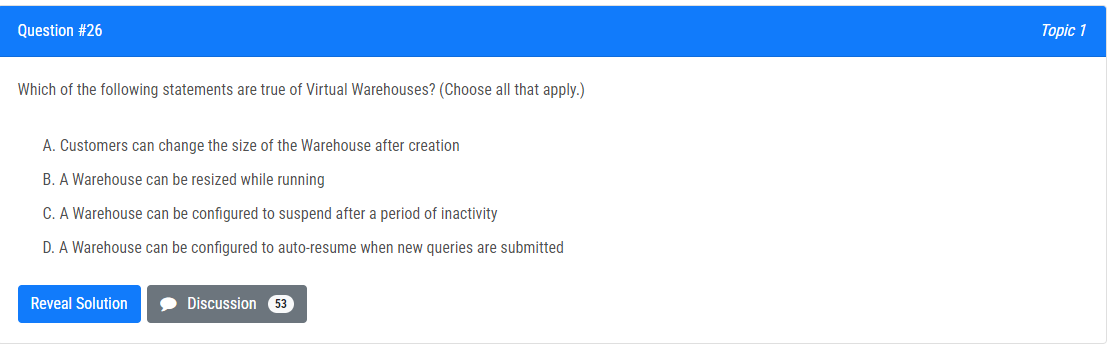 Question #26
Topic 1
Which of the following statements are true of Virtual Warehouses? (Choose all that apply.)
A. Customers can change the size of the Warehouse after creation
B. A Warehouse can be resized while running
C. A Warehouse can be configured to suspend after a period of inactivity
D. A Warehouse can be configured to auto-resume when new queries are submitted
Reveal Solution
Discussion 53